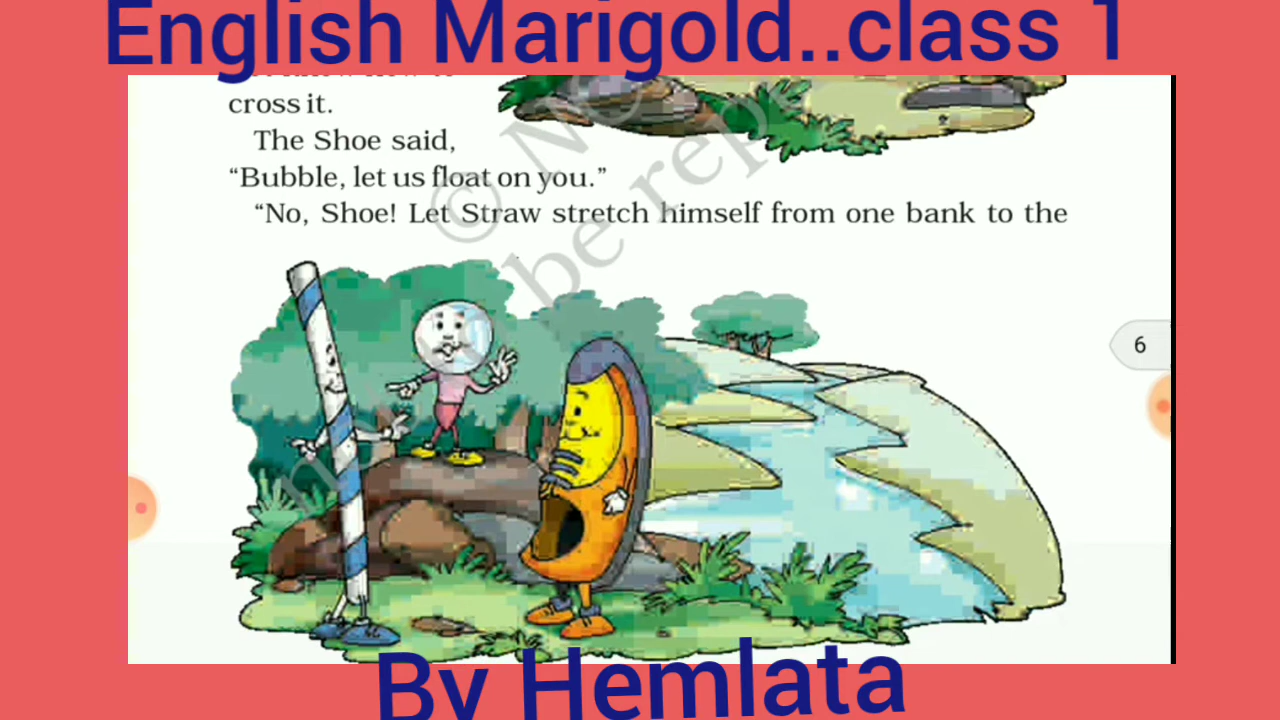 English Marigold..class 1
cross it.
The Shoe said,
“Bubble, let us float on you.”
“No, Shoe! Let Straw stretch himself from one bank to the
6
By Hemlata